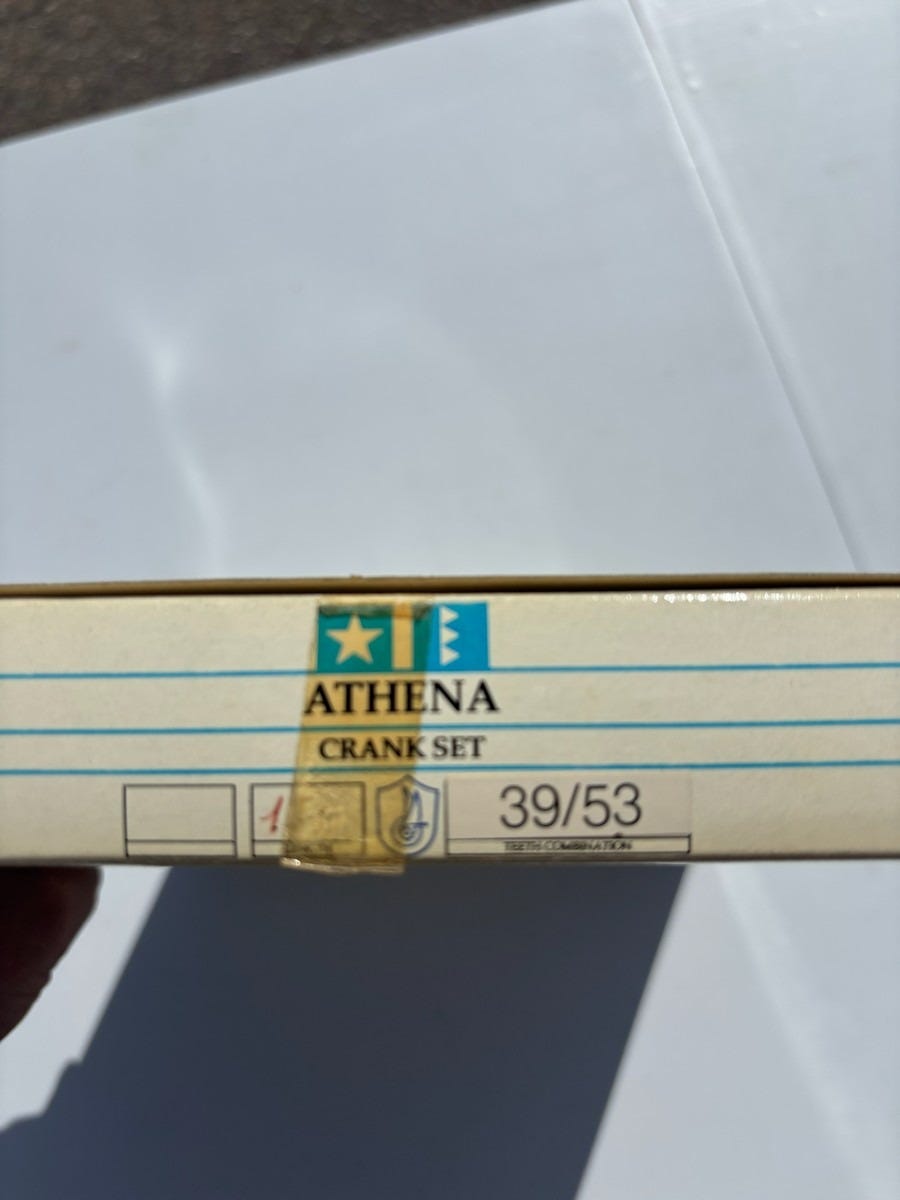 ATHENA
CRANK SET
1
39/53
TEETH COMBINATION